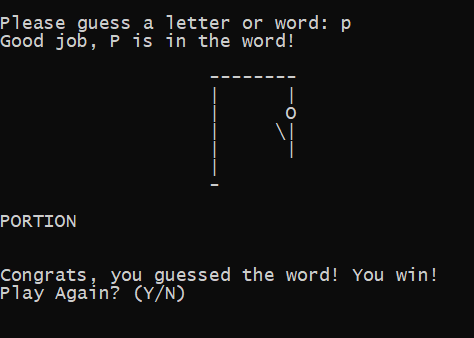 Please guess a letter or word: p
Good job, P is in the word!
PORTION
Congrats, you guessed the word! You win!
Play Again? (Y/N)